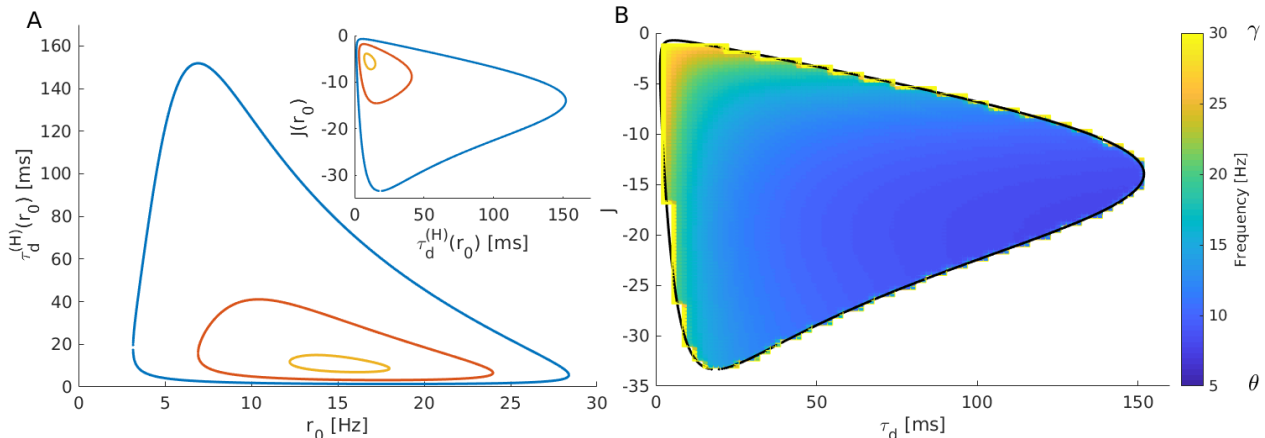 A
τd(H)(r0) [ms]
160
140
120
100
80
60
40
20
0
0 5 10 15 20 25 30
r0 [Hz]
J(r0)
0
-10
-20
-30
0 50 100 150
τd(H)(r0) [ms]
B
J
0
-5
-10
-15
-20
-25
-30
-35
0 50 100 150
τd [ms]
30 γ
25
20
15
10
5 θ
Frequency [Hz]